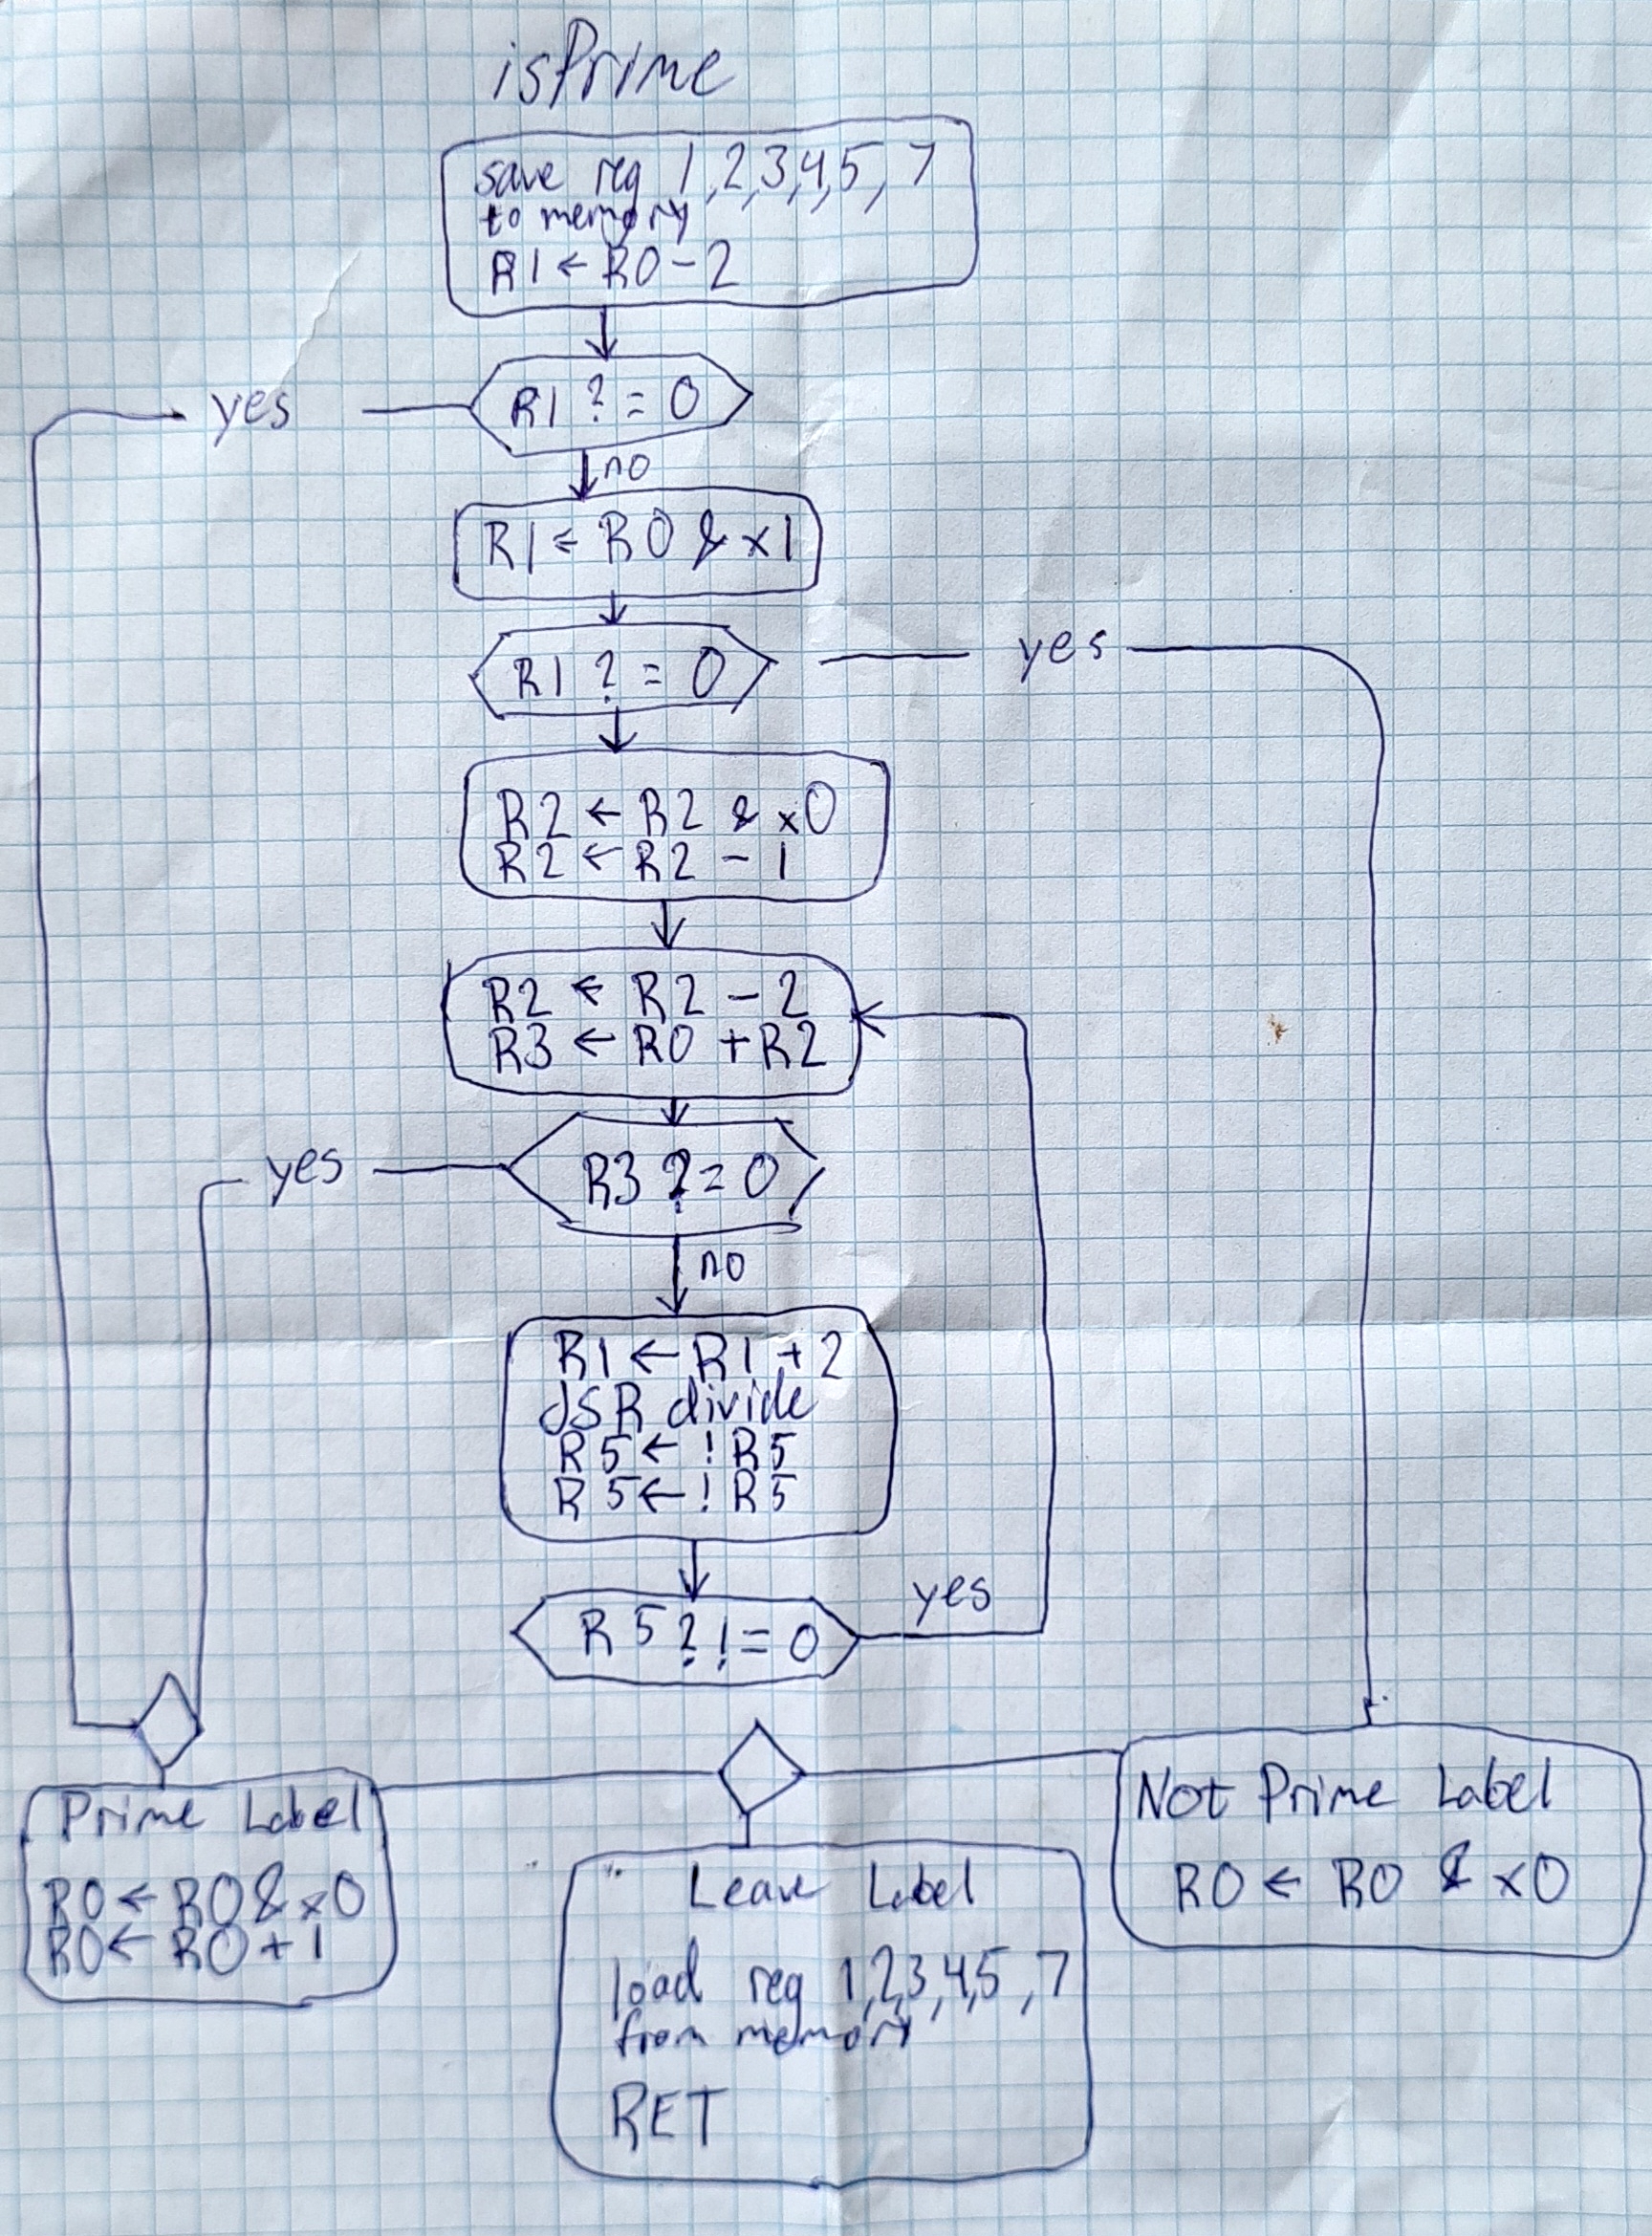 isPrime
save reg 1,2,3,4,5,7
to memory
R1 ← R0 - 2
R1 ?= 0
yes
no
R1 ← R0 & x1
R1 ?= 0
yes
R2 ← R2 & x0
R2 ← R2 - 1
R2 ← R2 - 2
R3 ← R0 + R2
R3 ?= 0
yes
no
R1 ← R1 + 2
JSR divide
R5 ← !R5
R5 ← !R5
R5 ?!= 0
yes
Prime Label
R0 ← R0 & x0
R0 ← R0 + 1
Leave Label
load reg 1,2,3,4,5,7
from memory
RET
Not Prime Label
R0 ← R0 & x0